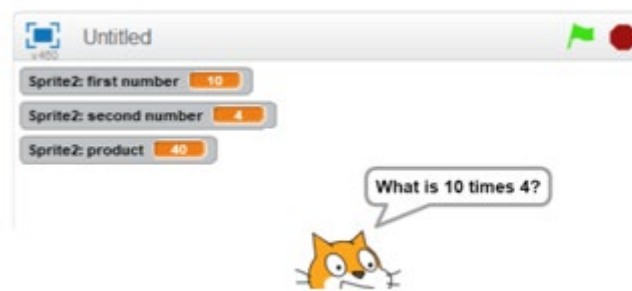 Untitled
v460
Sprite2: first number 10
Sprite2: second number 4
Sprite2: product 40
What is 10 times 4?